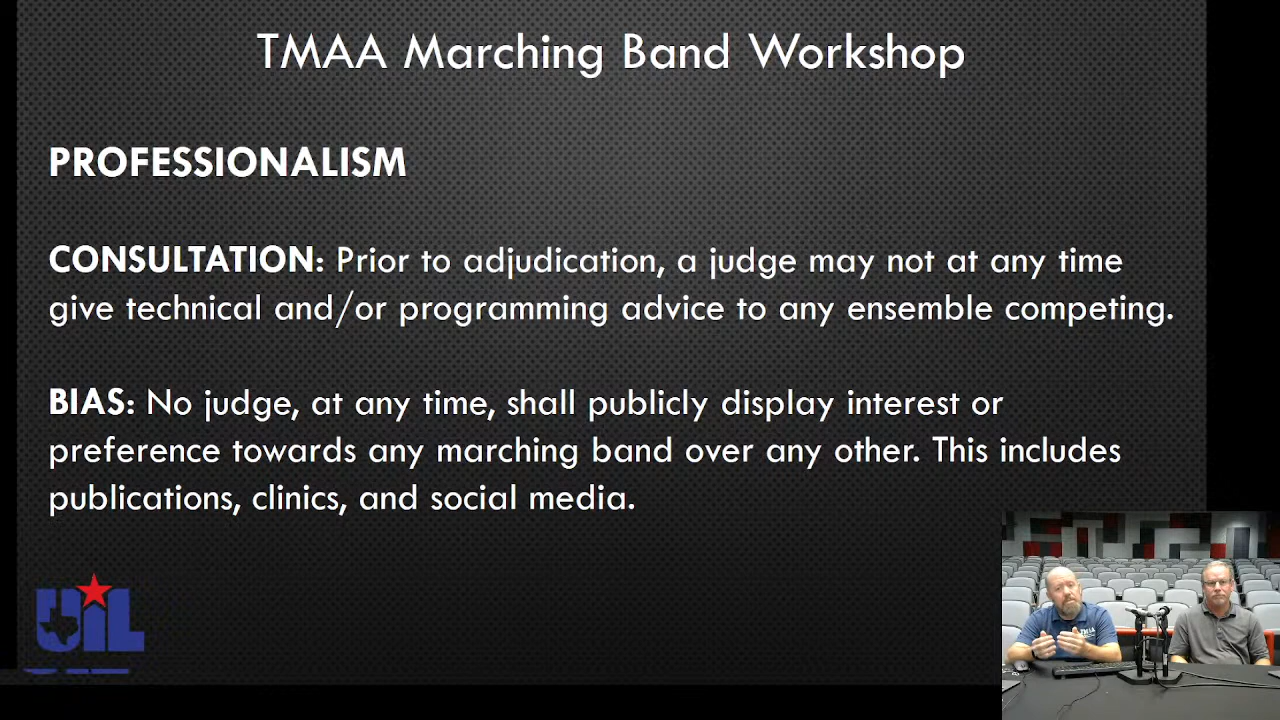 TMAA Marching Band Workshop
PROFESSIONALISM
CONSULTATION: Prior to adjudication, a judge may not at any time
give technical and/or programming advice to any ensemble competing.
BIAS: No judge, at any time, shall publicly display interest or
preference towards any marching band over any other. This includes
publications, clinics, and social media.
UIL